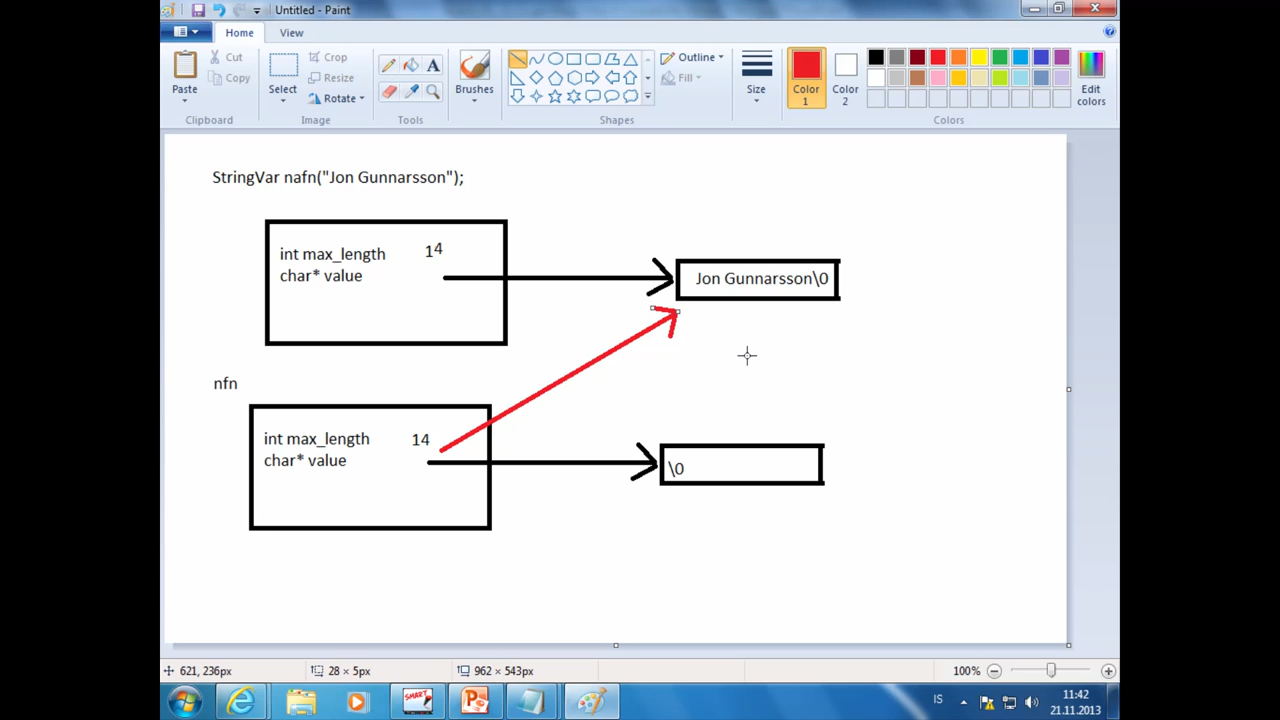 Untitled - Paint
Home View
Paste
Cut
Copy
Select
Crop
Resize
Rotate
A
Brushes
Outline
Fill
Size
Color 1
Color 2
Edit colors
Clipboard Image Tools Shapes Colors
StringVar nafn("Jon Gunnarsson");
int max_length 14
char* value
Jon Gunnarsson\0
nfn
int max_length 14
char* value
\0
621, 236px 28 × 5px 962 × 543px 100%
SMART
IS
11:42
21.11.2013